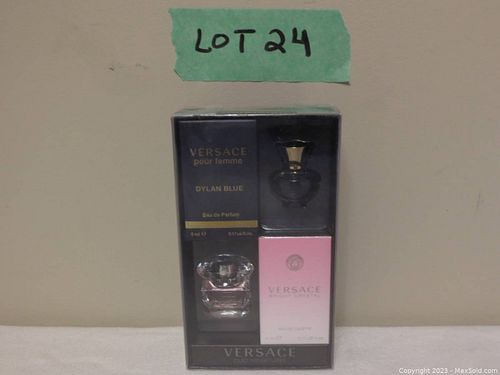 LOT 24
VERSACE
pour femme
DYLAN BLUE
Eau de Parfum
VERSACE
BRIGHT CRYSTAL
VERSACE
Copyright 2023 - MaxSold.com